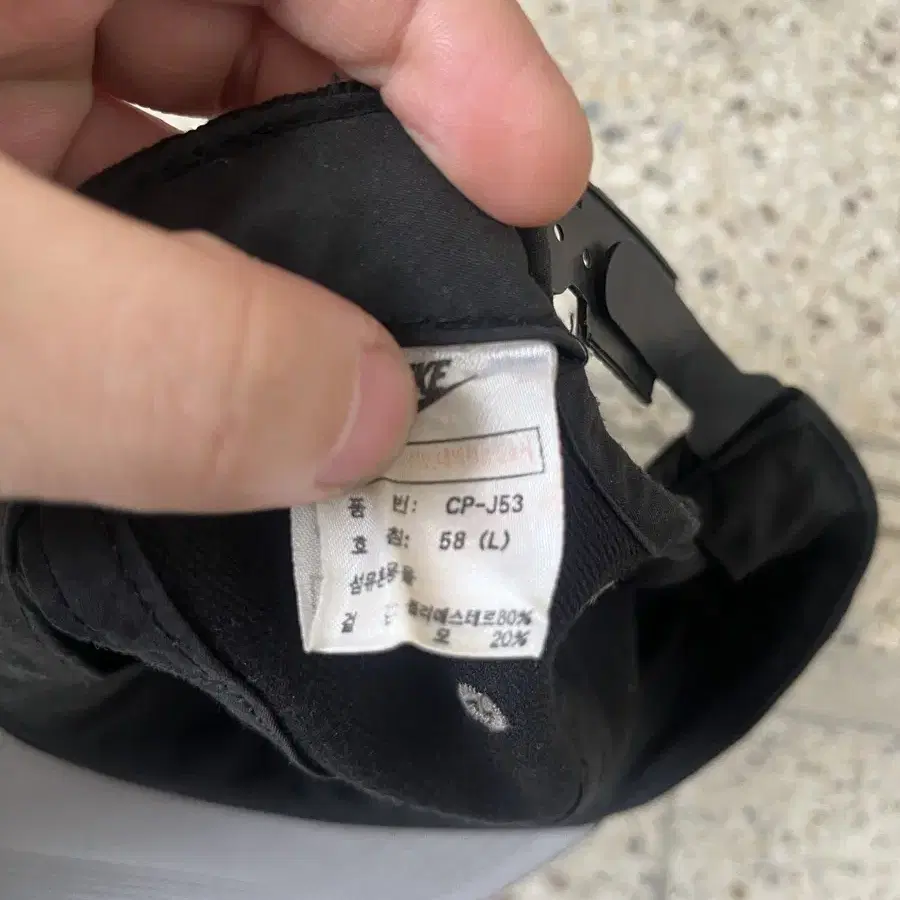 KE
품 번: CP-J53
호 칭: 58 (L)
섬유혼용율
겉 감 폴리에스테르80%
모 20%